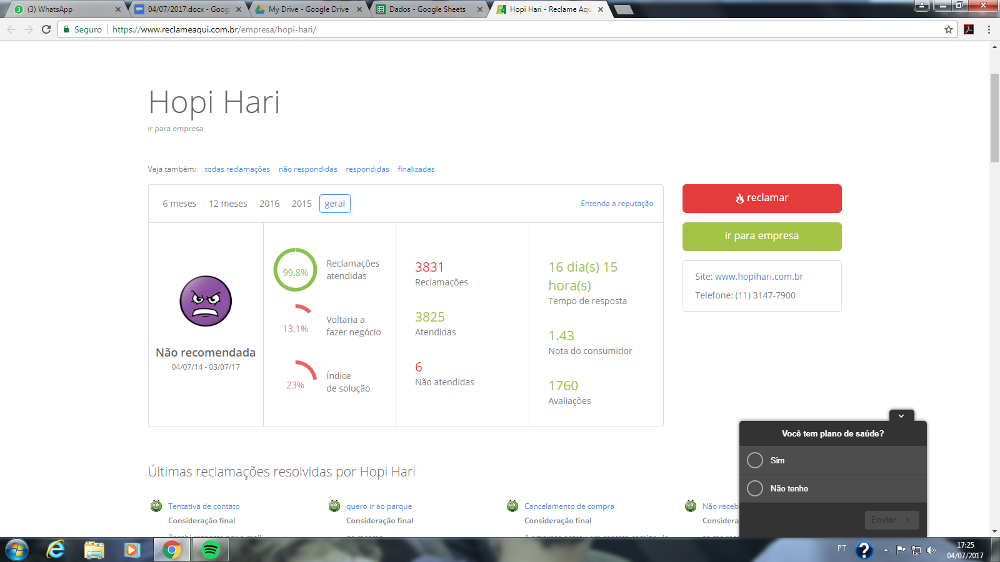 (3) WhatsApp
04/07/2017.docx - Goog
My Drive - Google Drive
Dados - Google Sheets
Hopi Hari - Reclame Aqu
Seguro
https://www.reclameaqui.com.br/empresa/hopi-hari/
Hopi Hari
ir para empresa
Veja também: todas reclamações não respondidas respondidas finalizadas
6 meses 12 meses 2016 2015 geral
Entenda a reputação
Não recomendada
04/07/14 - 03/07/17
99.8%
Reclamações
atendidas
13.1%
Voltaria a
fazer negócio
23%
Índice
de solução
3831
Reclamações
3825
Atendidas
6
Não atendidas
16 dia(s) 15
hora(s)
Tempo de resposta
1.43
Nota do consumidor
1760
Avaliações
reclamar
ir para empresa
Site: www.hopihari.com.br
Telefone: (11) 3147-7900
Últimas reclamações resolvidas por Hopi Hari
Tentativa de contato
Consideração final
quero ir ao parque
Consideração final
Cancelamento de compra
Consideração final
Não recebi
Considera
Você tem plano de saúde?
Sim
Não tenho
Enviar
PT
17:25
04/07/2017